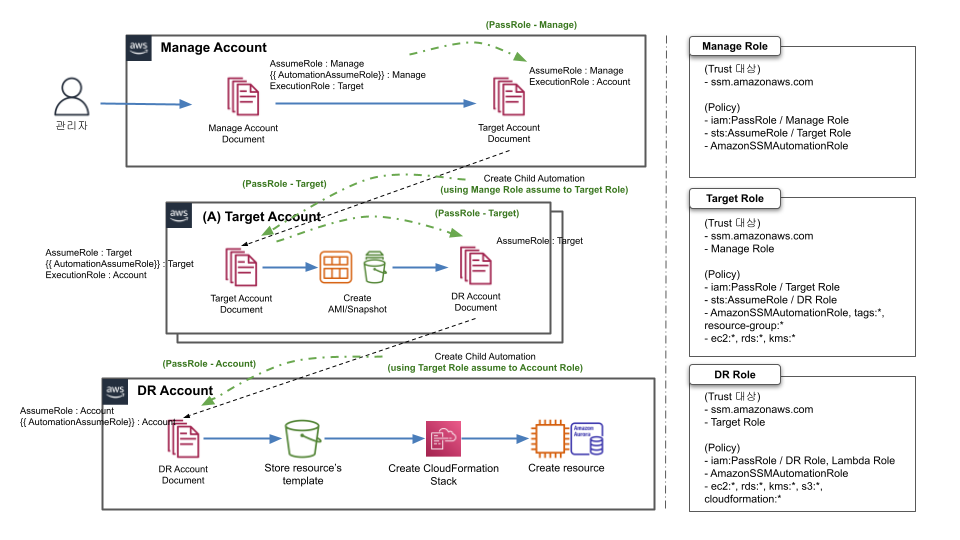 (PassRole - Manage)
aws
Manage Account
AssumeRole : Manage
{{ AutomationAssumeRole}} : Manage
ExecutionRole : Target
AssumeRole : Manage
ExecutionRole : Account
관리자
Manage Account
Document
Target Account
Document
(PassRole - Target)
Create Child Automation
(using Mange Role assume to Target Role)
aws
(A) Target Account
(PassRole - Target)
AssumeRole : Target
AssumeRole : Target
{{ AutomationAssumeRole}} : Target
ExecutionRole : Account
Target Account
Document
Create
AMI/Snapshot
DR Account
Document
(PassRole - Account)
Create Child Automation
(using Target Role assume to Account Role)
aws
DR Account
AssumeRole : Account
{{ AutomationAssumeRole}} : Account
Amazon
Aurora
DR Account
Document
Store resource's
template
Create CloudFormation
Stack
Create resource
Manage Role
(Trust 대상)
- ssm.amazonaws.com
(Policy)
- iam:PassRole / Manage Role
- sts:AssumeRole / Target Role
- AmazonSSMAutomationRole
Target Role
(Trust 대상)
- ssm.amazonaws.com
- Manage Role
(Policy)
- iam:PassRole / Target Role
- sts:AssumeRole / DR Role
- AmazonSSMAutomationRole, tags:*,
resource-group:*
- ec2:*, rds:*, kms:*
DR Role
(Trust 대상)
- ssm.amazonaws.com
- Target Role
(Policy)
- iam:PassRole / DR Role, Lambda Role
- AmazonSSMAutomationRole
- ec2:*, rds:*, kms:*, s3:*,
cloudformation:*